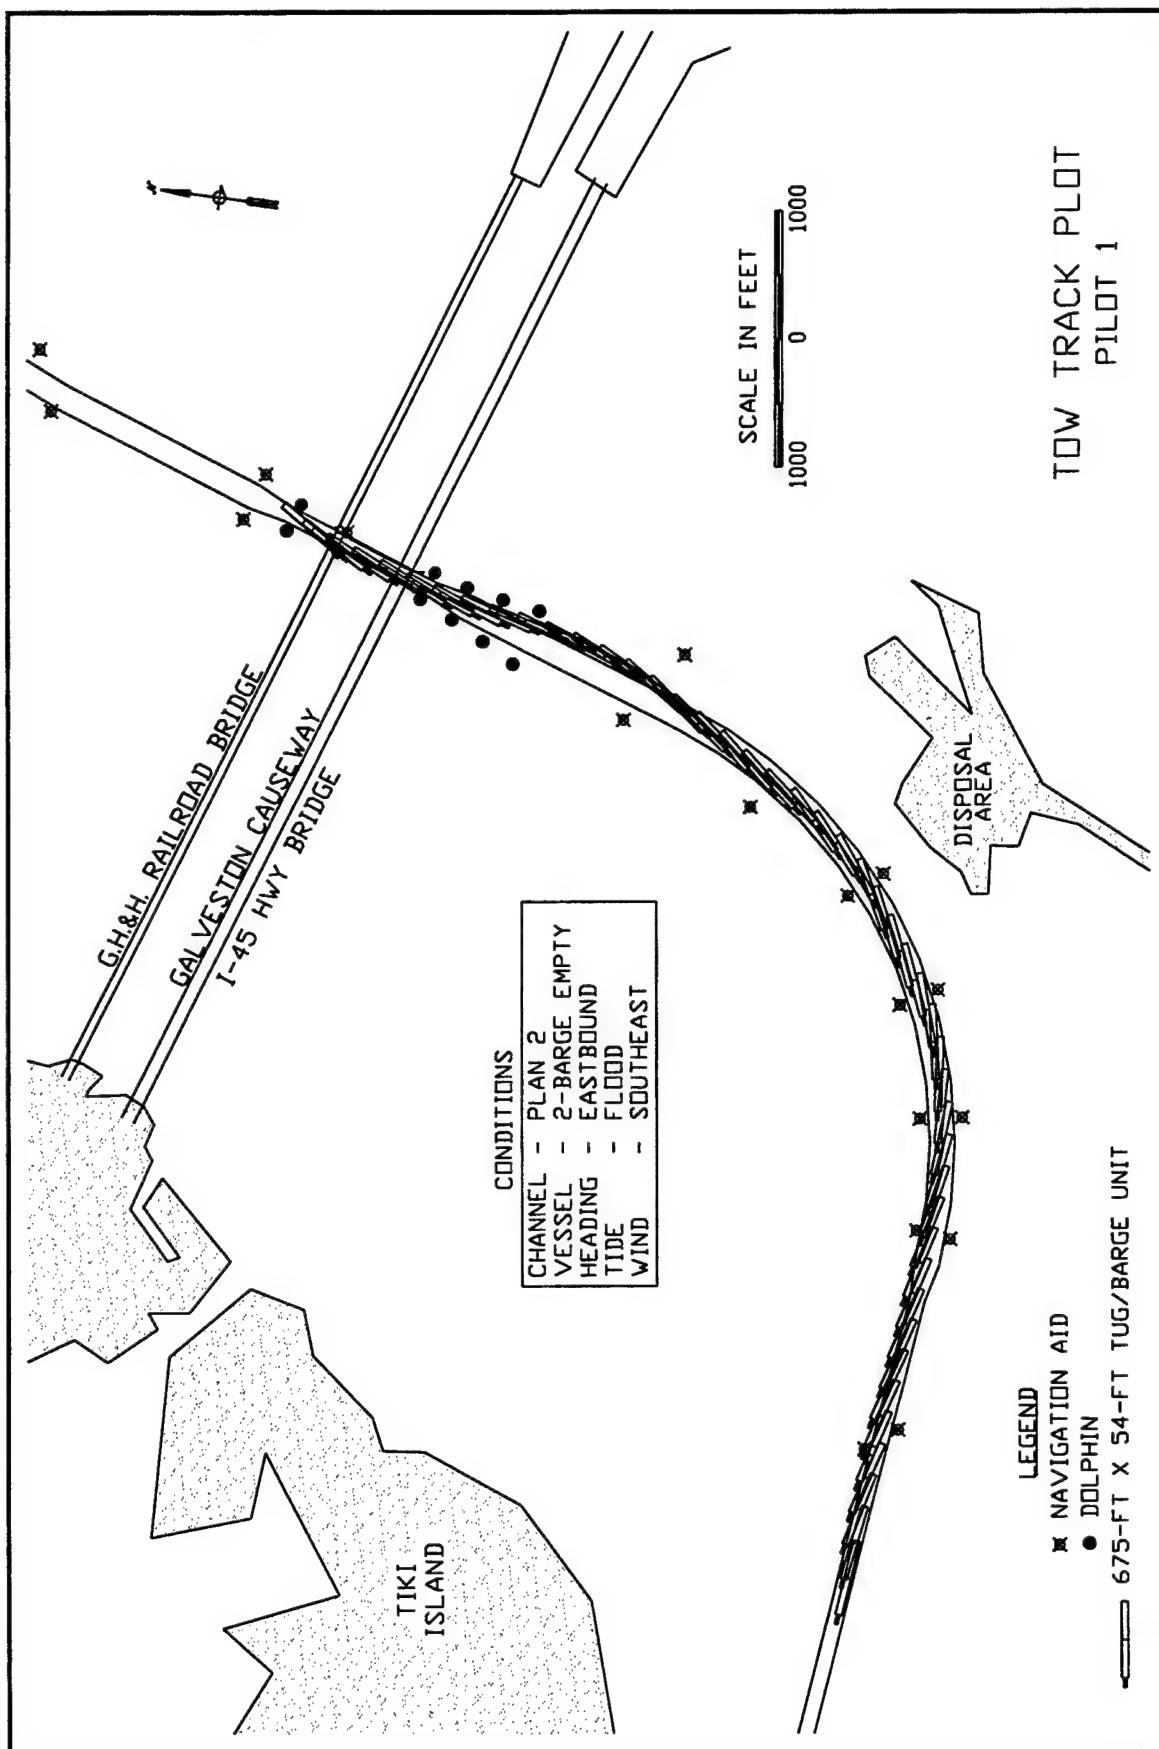 N
G.H.&H. RAILROAD BRIDGE
GALVESTON CAUSEWAY
I-45 HWY BRIDGE
TIKI
ISLAND
CONDITIONS
CHANNEL - PLAN 2
VESSEL - 2-BARGE EMPTY
HEADING - EASTBOUND
TIDE - FLOOD
WIND - SOUTHEAST
DISPOSAL
AREA
SCALE IN FEET
1000 0 1000
LEGEND
NAVIGATION AID
DOLPHIN
675-FT X 54-FT TUG/BARGE UNIT
TOW TRACK PLOT
PILOT 1